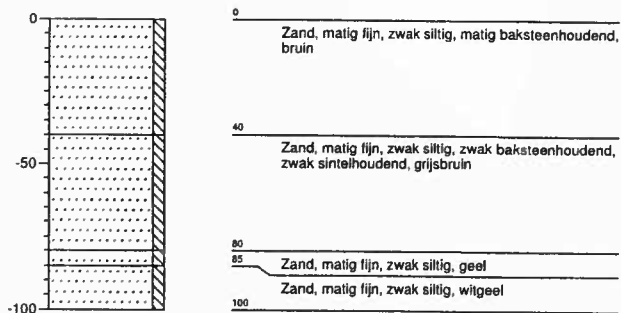 0
0
Zand, matig fijn, zwak siltig, matig baksteenhoudend,
bruin
40
Zand, matig fijn, zwak siltig, zwak baksteenhoudend,
zwak sintelhoudend, grijsbruin
-50
80
85
Zand, matig fijn, zwak siltig, geel
Zand, matig fijn, zwak siltig, witgeel
-100
100